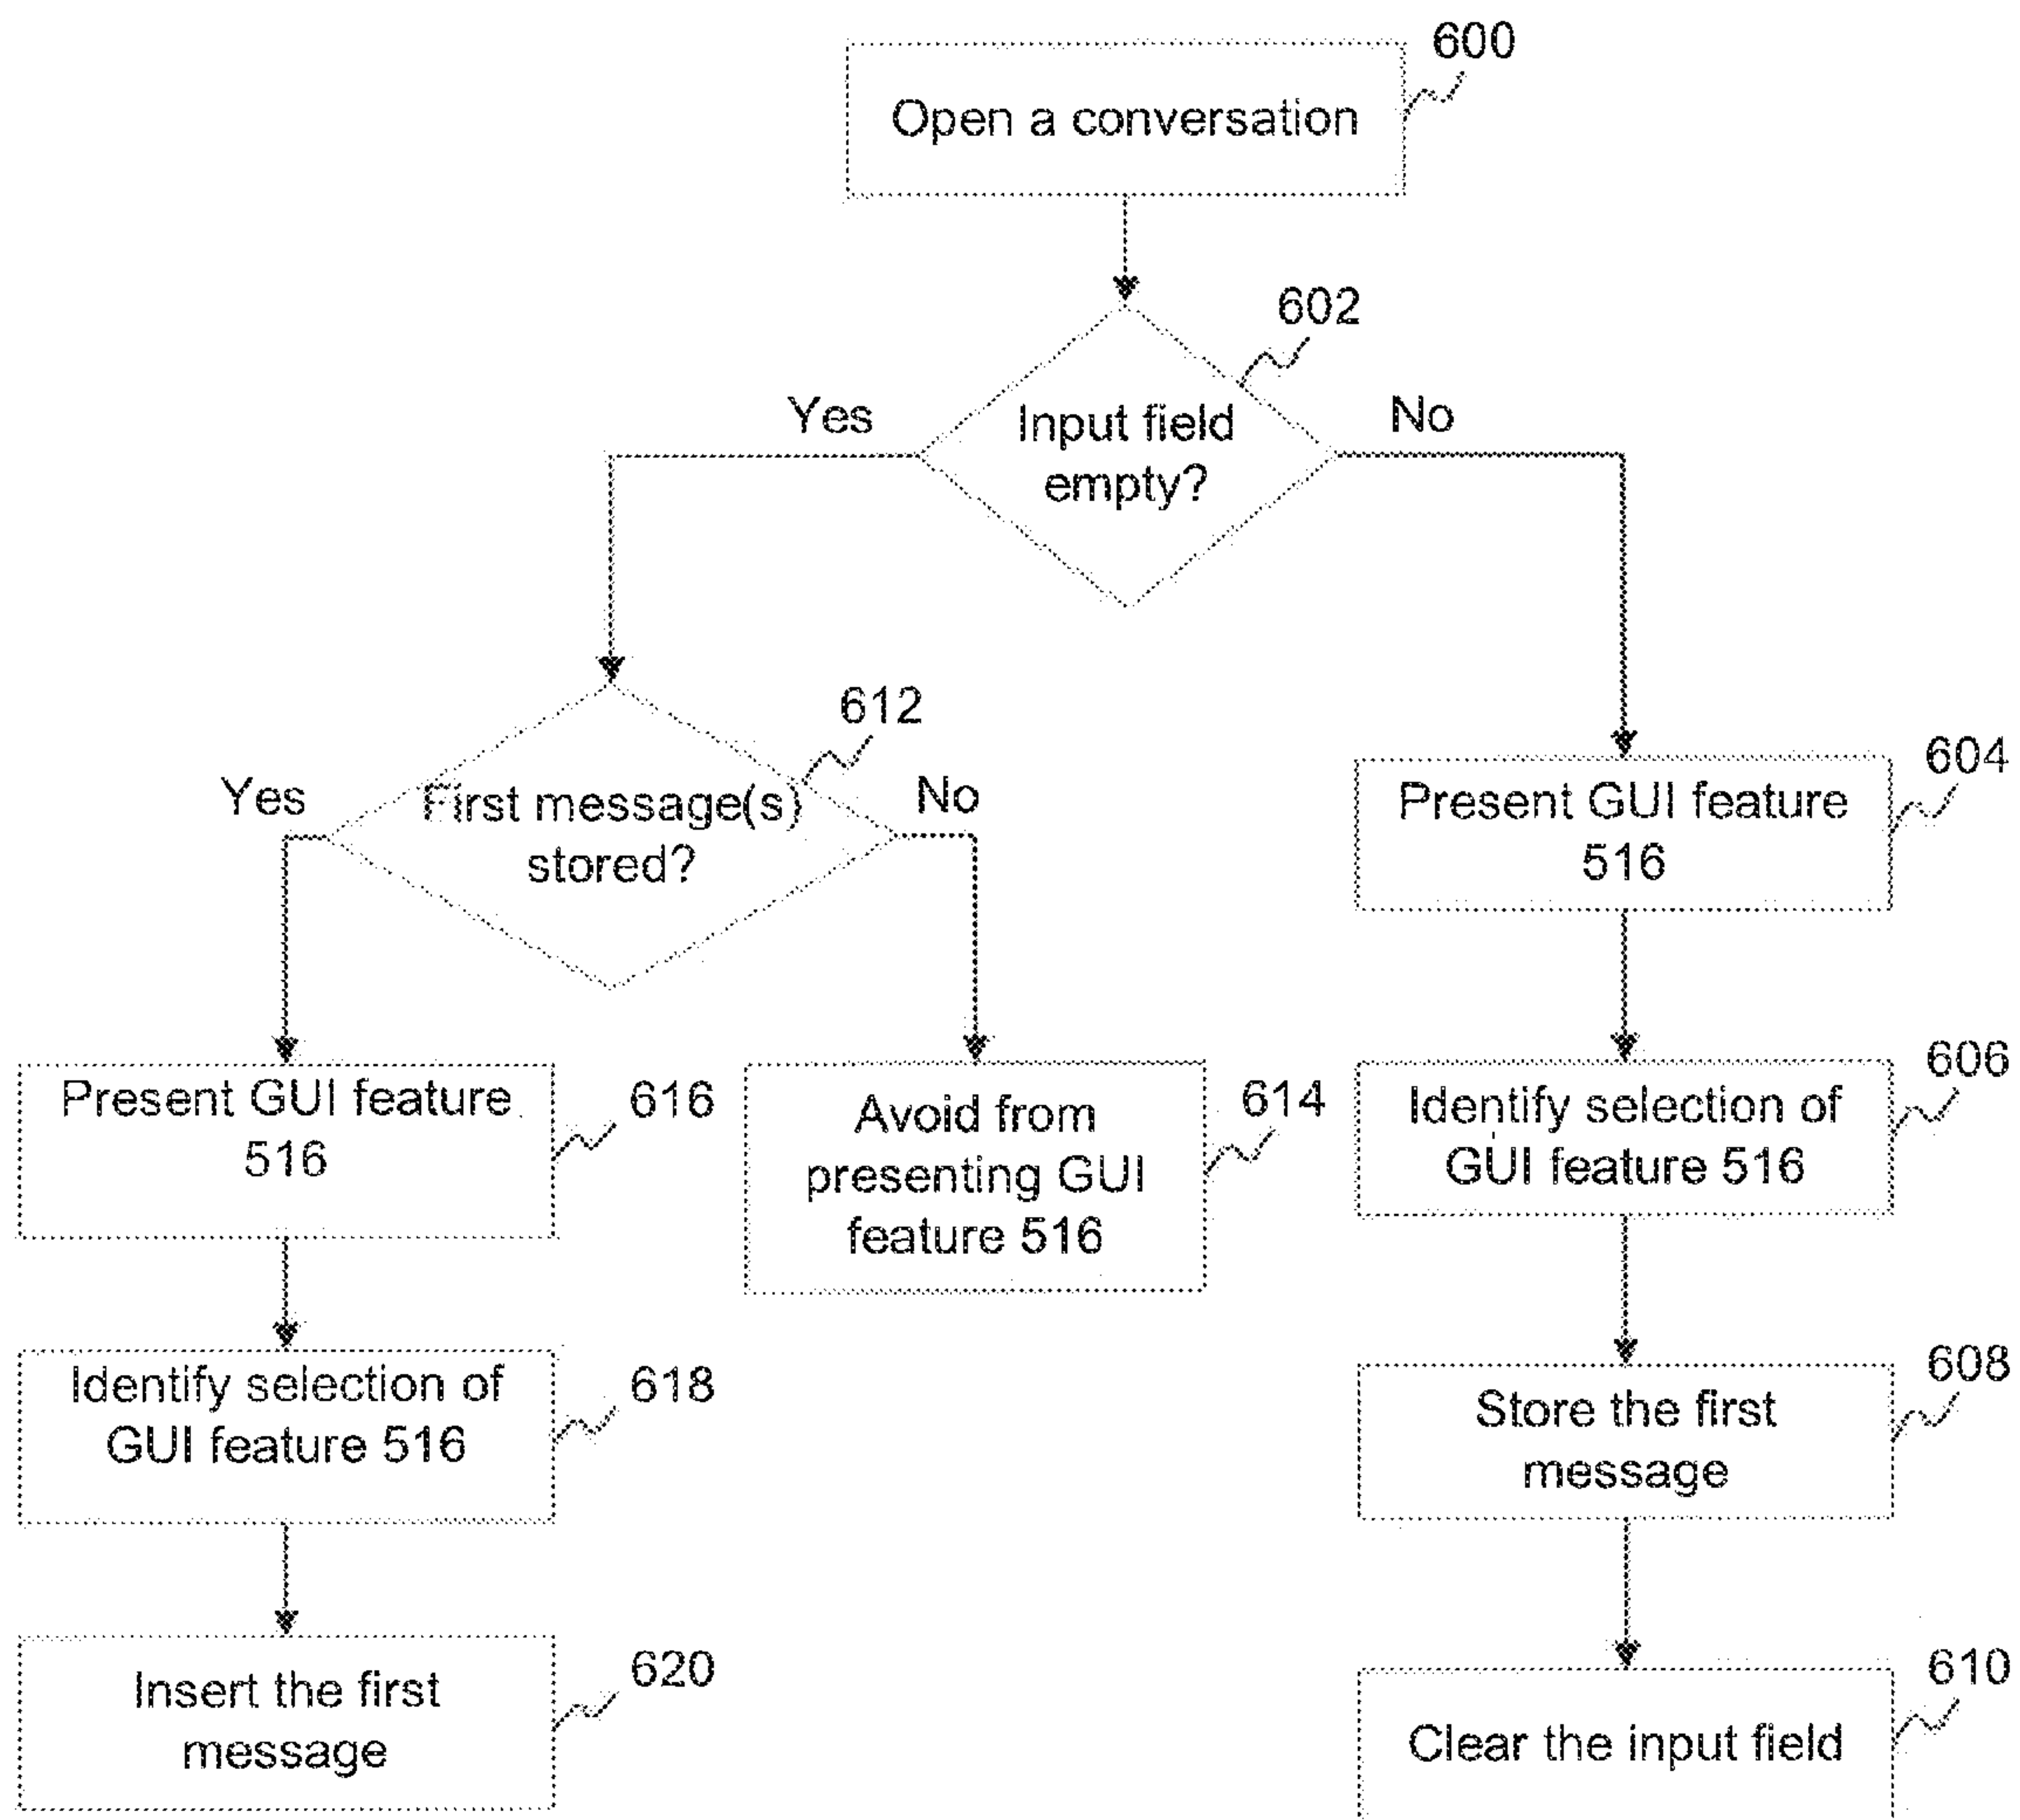 600
Open a conversation
602
Yes
Input field
empty?
No
612
Yes
First message(s)
stored?
No
604
Present GUI feature
516
616
Present GUI feature
516
614
Avoid from
presenting GUI
feature 516
606
Identify selection of
GUI feature 516
618
Identify selection of
GUI feature 516
608
Store the first
message
620
Insert the first
message
610
Clear the input field